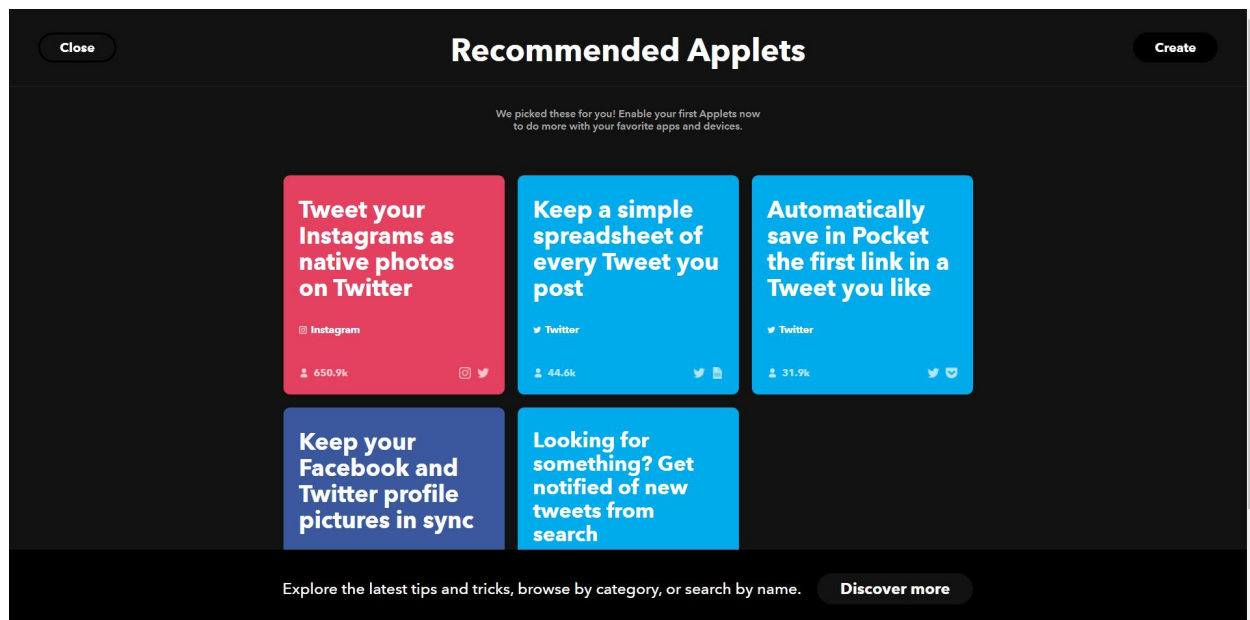 Close
Recommended Applets
Create
We picked these for you! Enable your first Applets now
to do more with your favorite apps and devices.
Tweet your
Instagrams as
native photos
on Twitter
Instagram
650.9k
Keep a simple
spreadsheet of
every Tweet you
post
Twitter
44.6k
Automatically
save in Pocket
the first link in a
Tweet you like
Twitter
31.9k
Keep your
Facebook and
Twitter profile
pictures in sync
Looking for
something? Get
notified of new
tweets from
search
Explore the latest tips and tricks, browse by category, or search by name.
Discover more